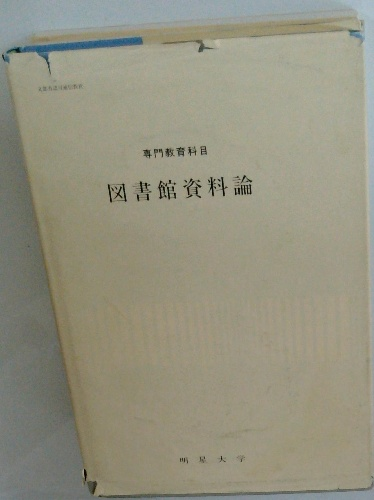 専門教育科目
図書館資料論
明星大学